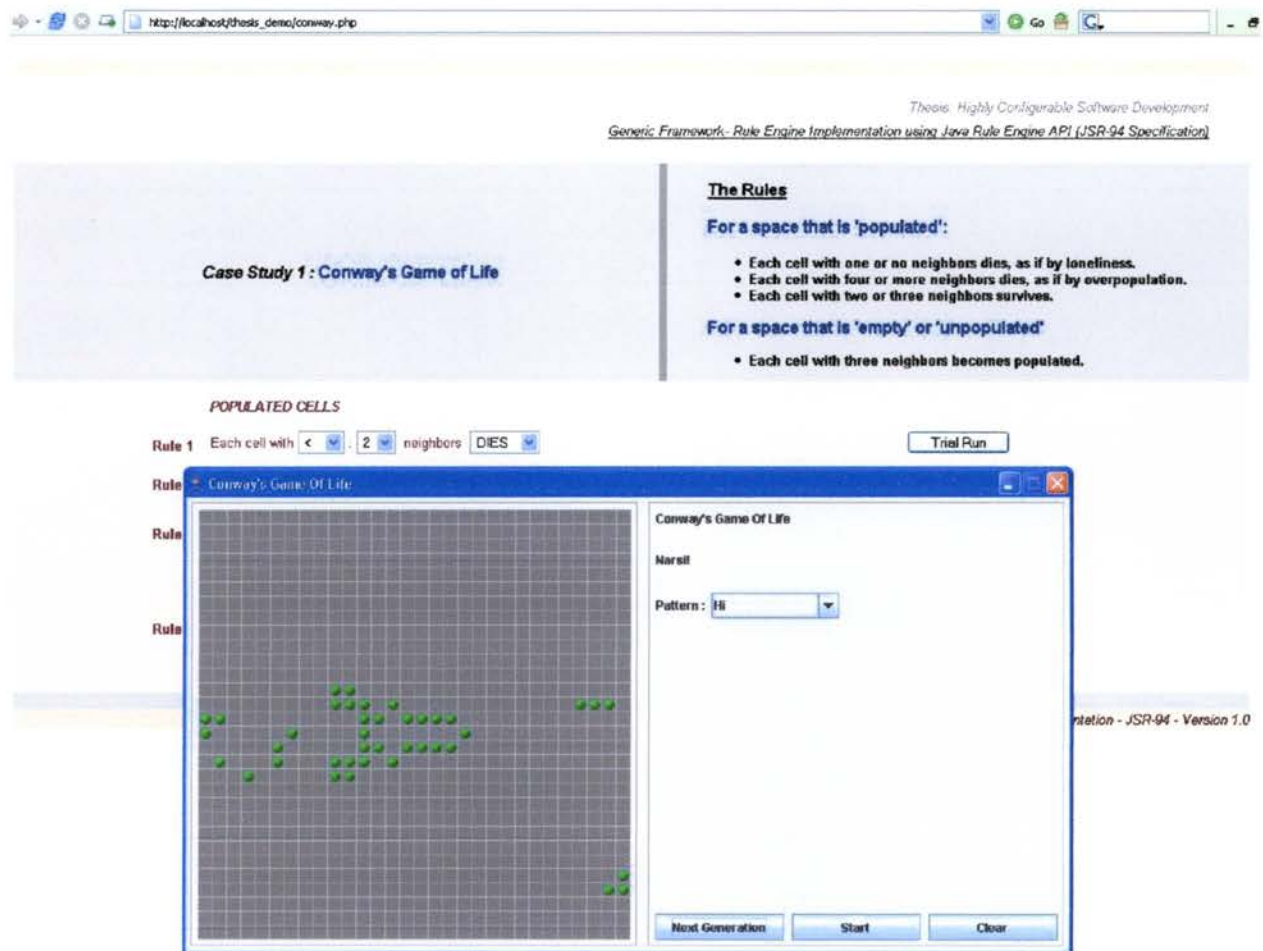 http://localhost/thesis_demo/conway.php
Go
Thesis: Highly Configurable Software Development
Generic Framework- Rule Engine Implementation using Java Rule Engine API (JSR-94 Specification)
Case Study 1 : Conway's Game of Life
The Rules
For a space that is 'populated':
• Each cell with one or no neighbors dies, as if by loneliness.
• Each cell with four or more neighbors dies, as if by overpopulation.
• Each cell with two or three neighbors survives.
For a space that is 'empty' or 'unpopulated'
• Each cell with three neighbors becomes populated.
POPULATED CELLS
Rule 1 Each cell with < . 2 neighbors DIES Trial Run
Rule
Rule
Rule
Conway's Game Of Life
Conway's Game Of Life
Narsil
Pattern : Hi
Next Generation Start Clear
ntation - JSR-94 - Version 1.0